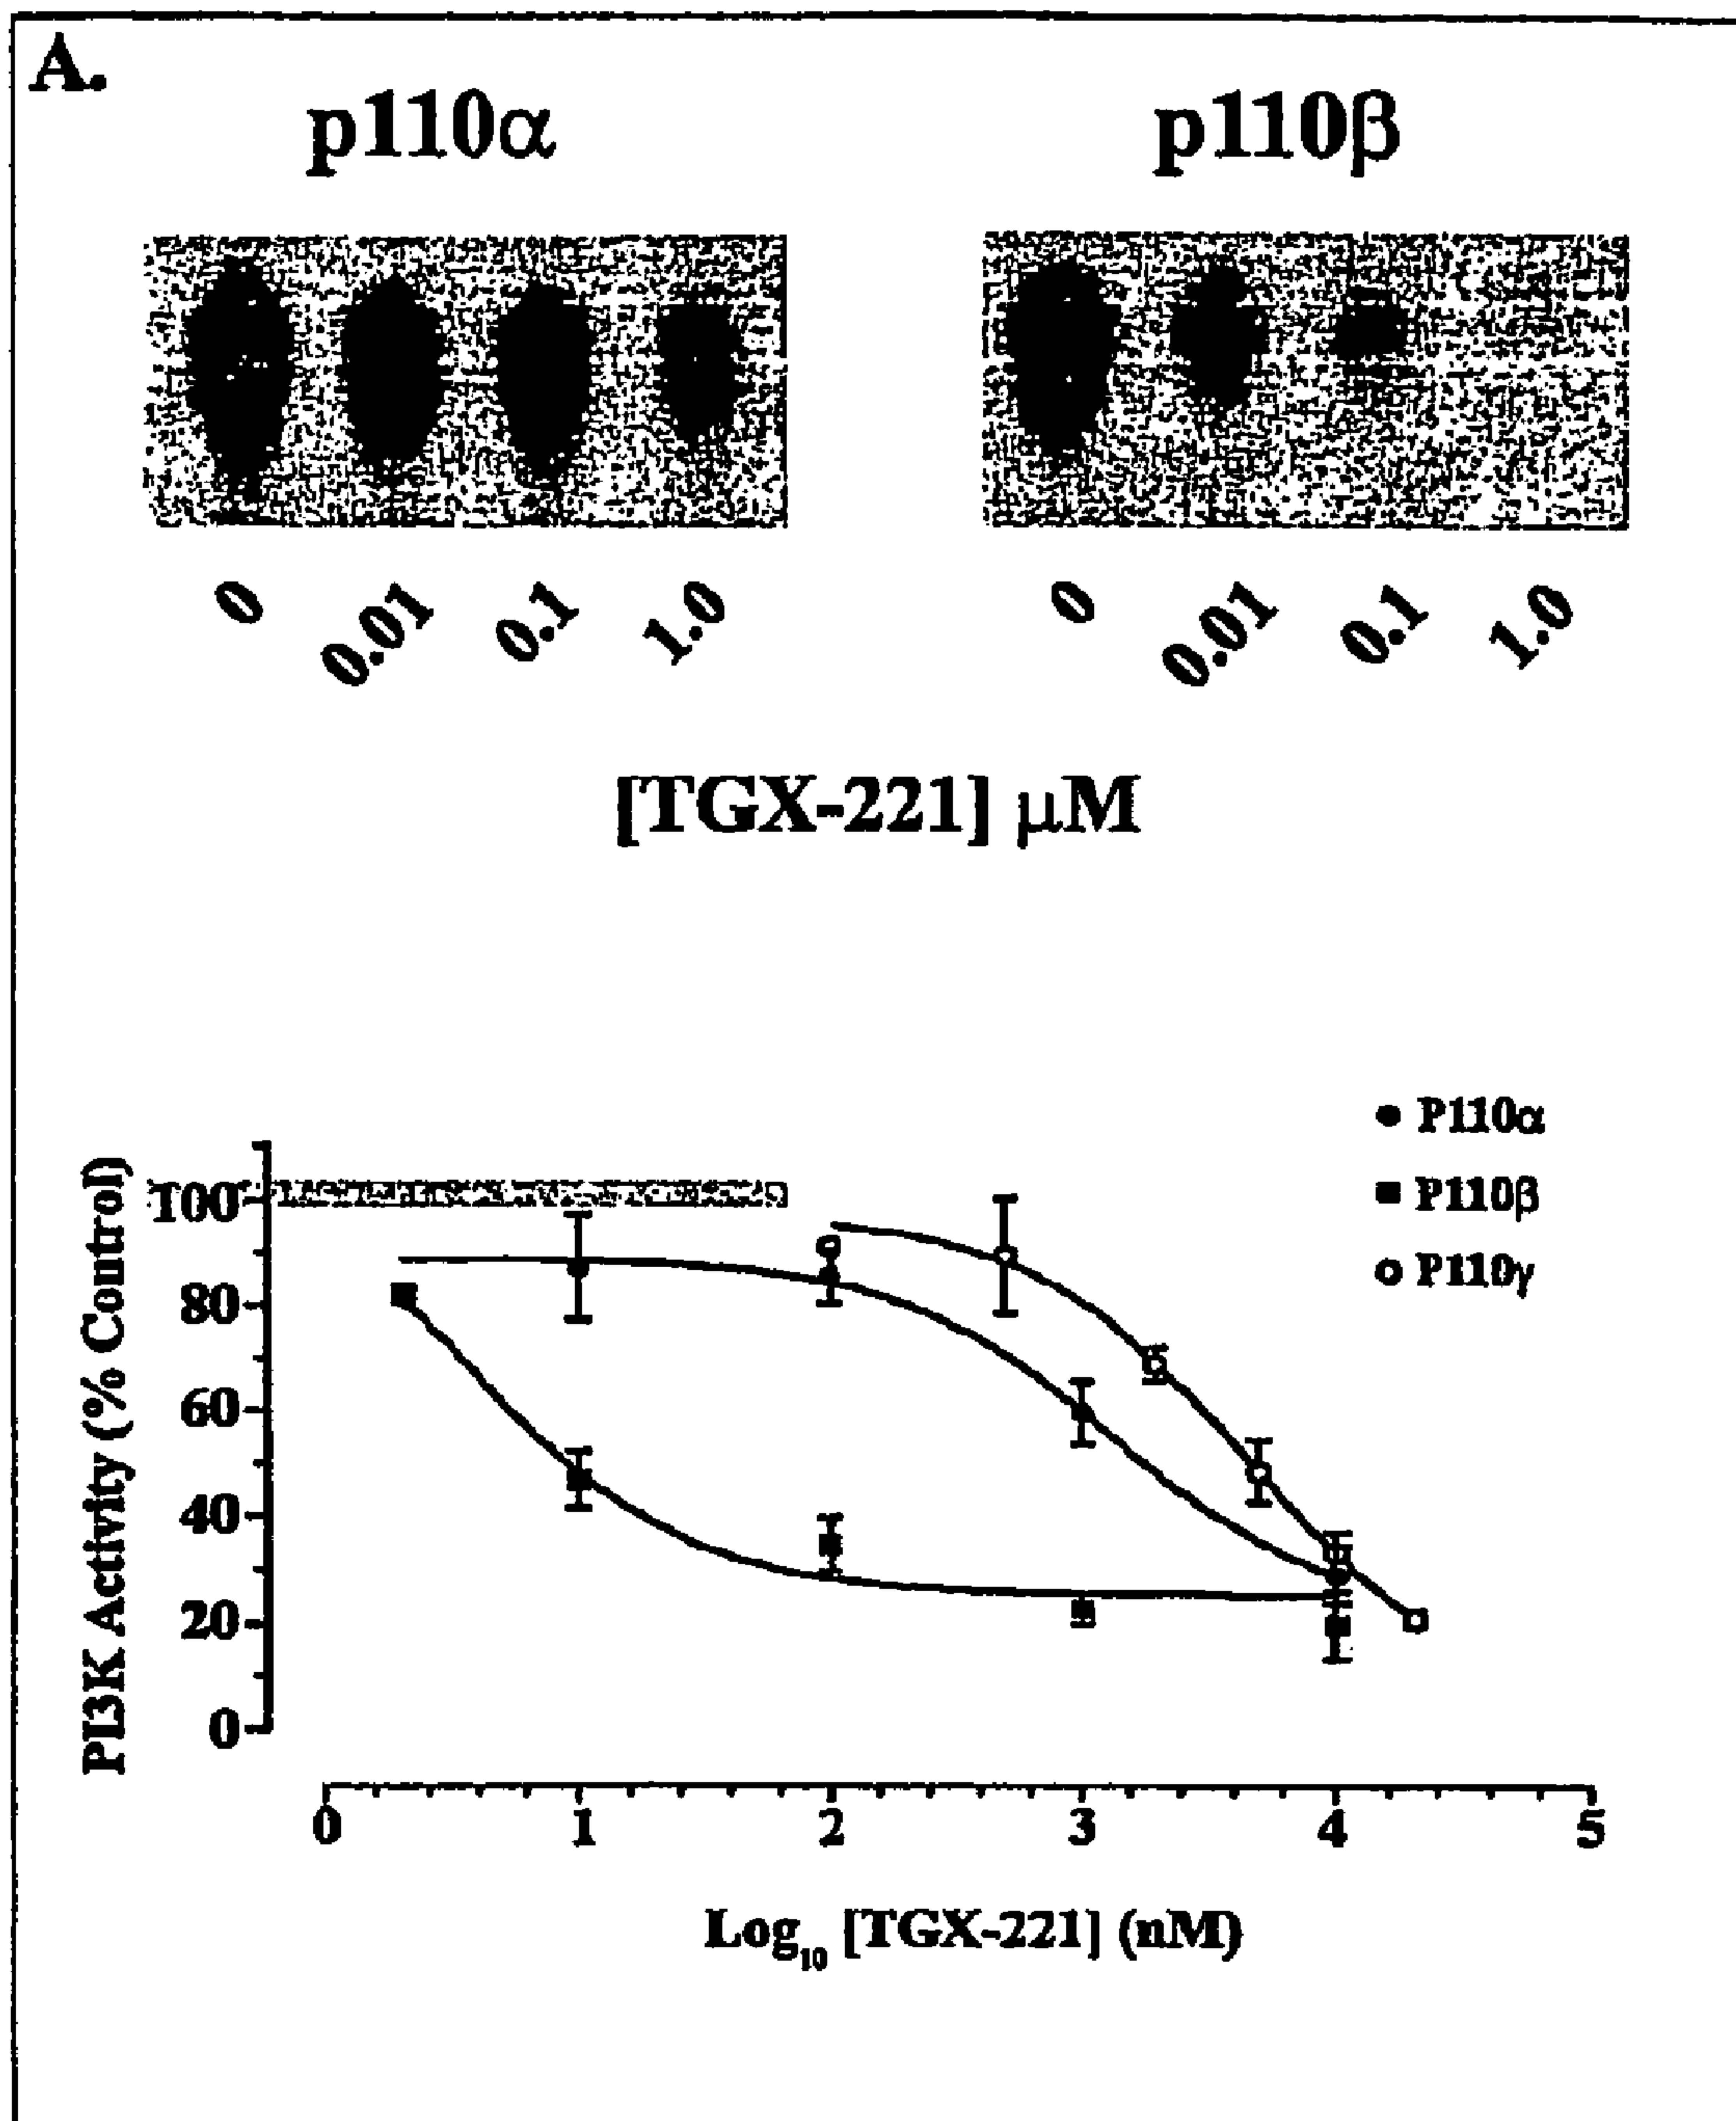 A.
p110α p110β
0 0.01 0.1 1.0 0 0.01 0.1 1.0
[TGX-221] μM
P110α
P110β
P110γ
PI3K Activity (% Control)
100
80
60
40
20
0
0 1 2 3 4 5
Log₁₀ [TGX-221] (nM)